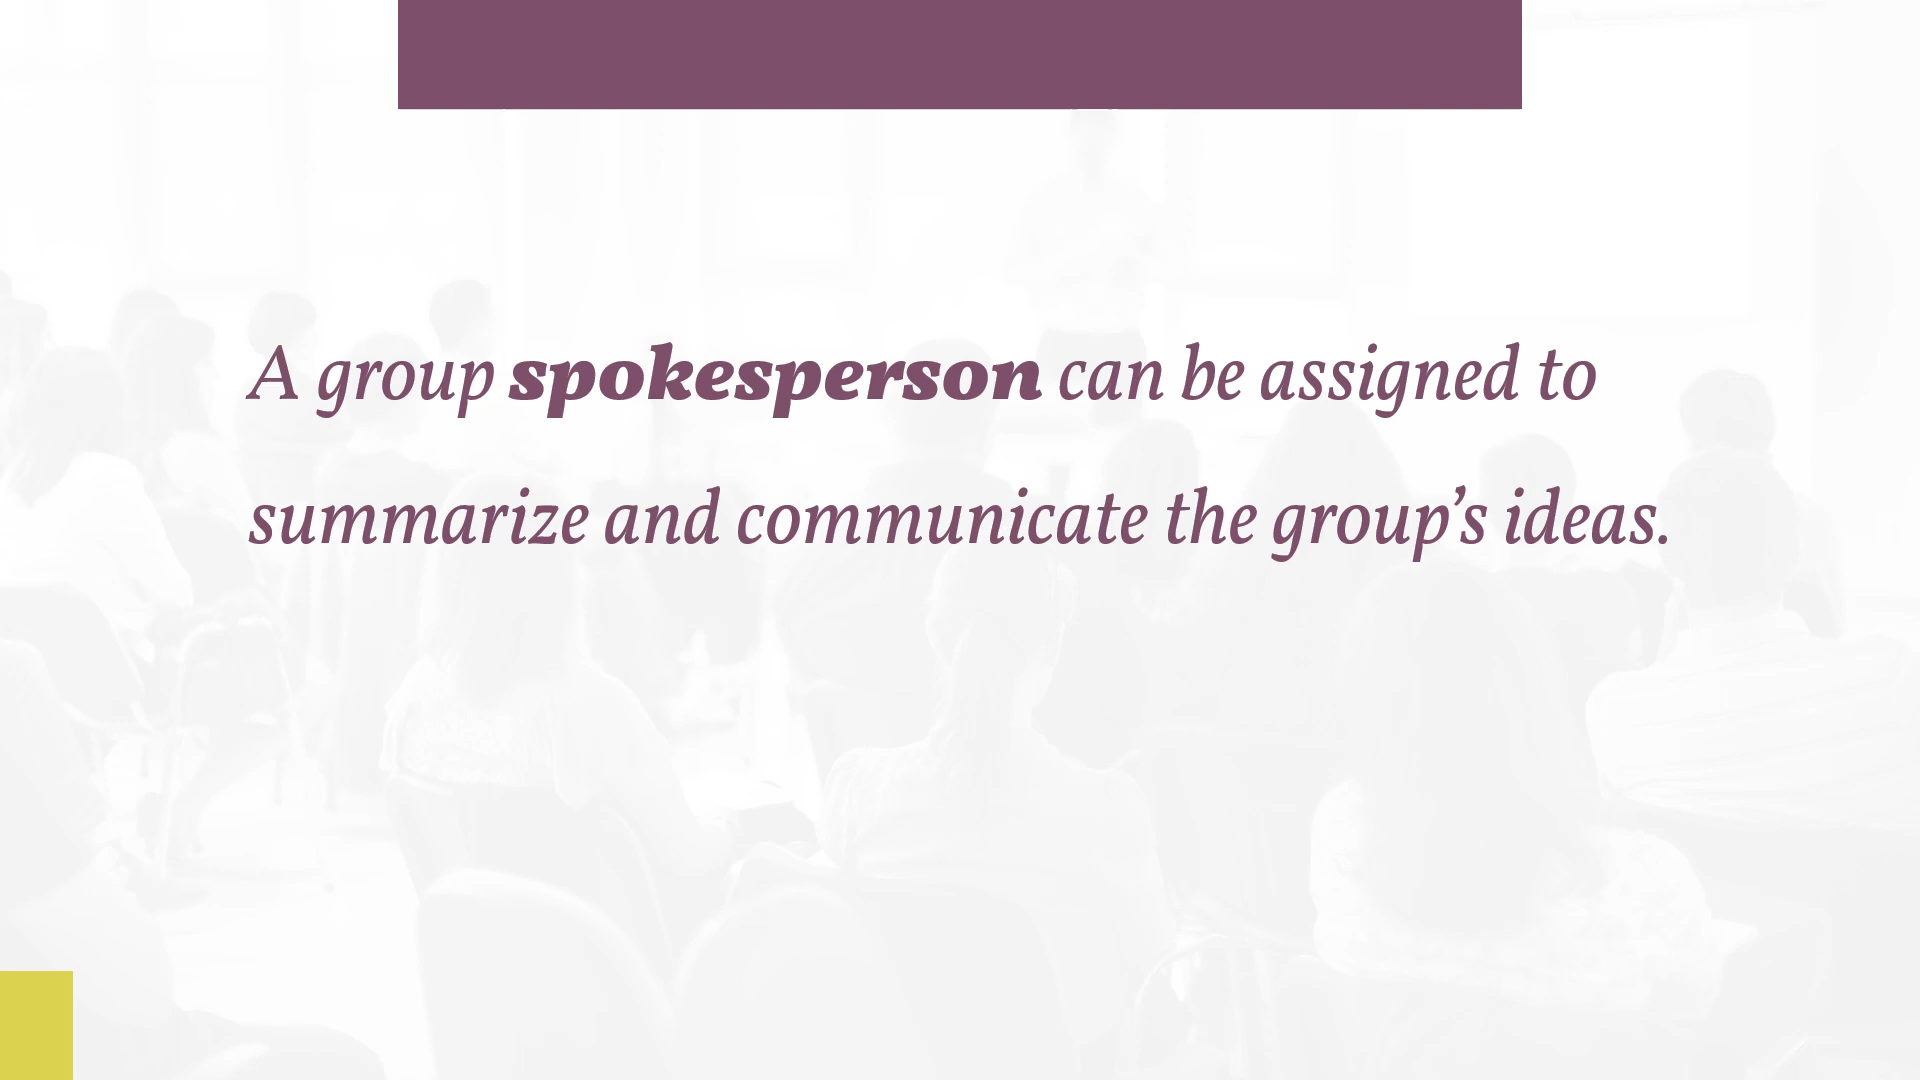 A group spokesperson can be assigned to
summarize and communicate the group’s ideas.